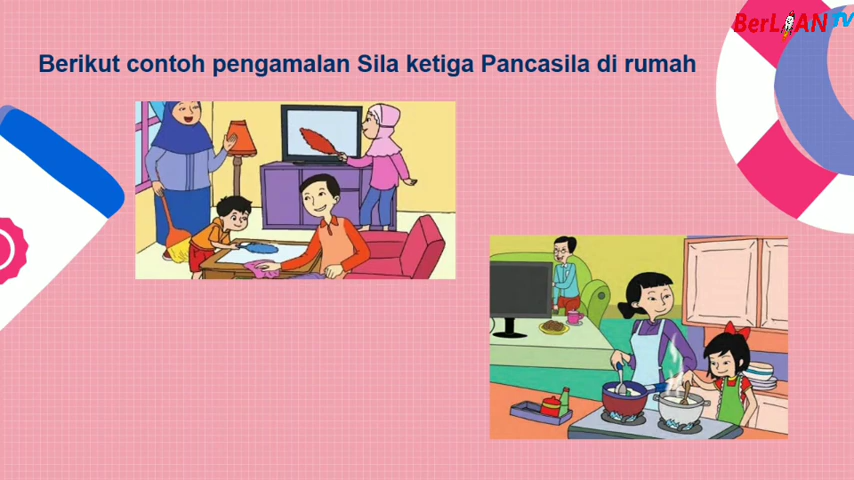 BerLIAN TV
Berikut contoh pengamalan Sila ketiga Pancasila di rumah